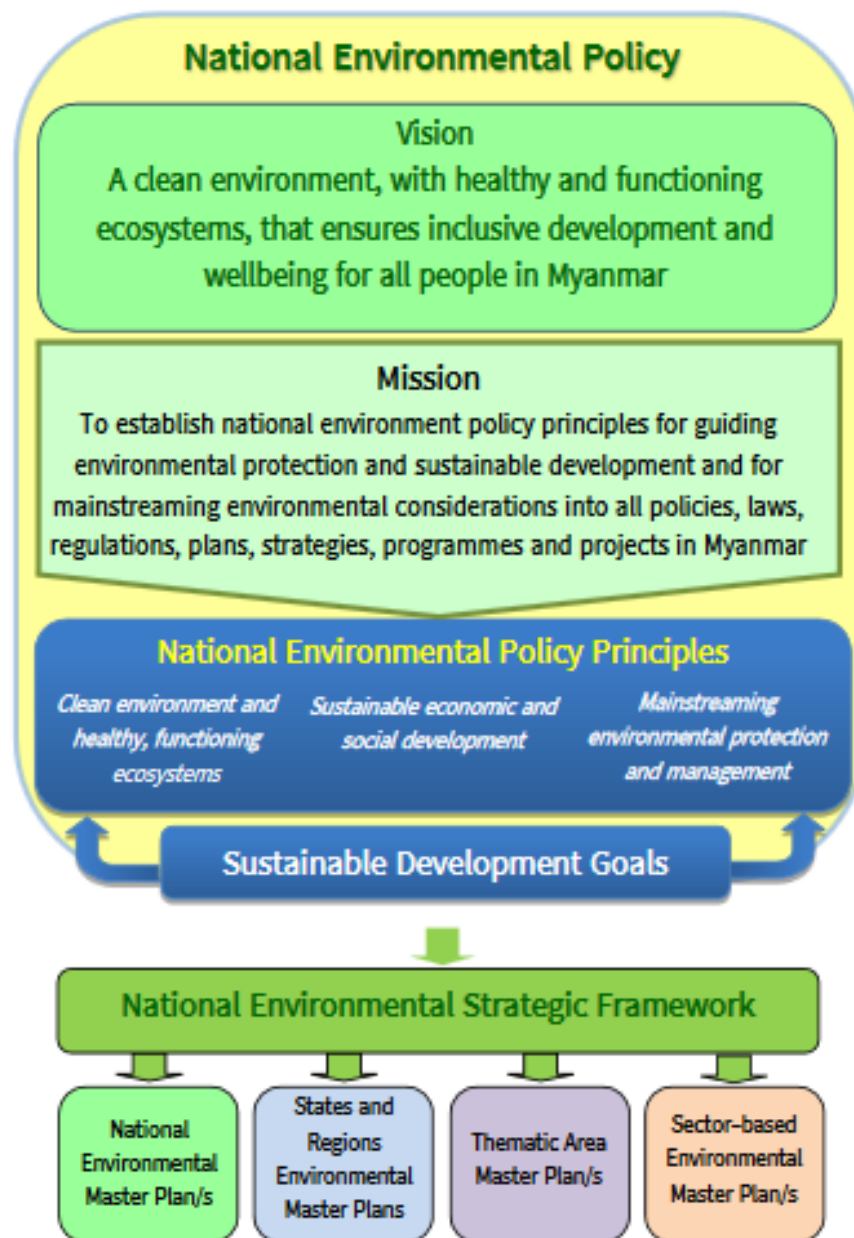 National Environmental Policy
Vision
A clean environment, with healthy and functioning
ecosystems, that ensures inclusive development and
wellbeing for all people in Myanmar
Mission
To establish national environment policy principles for guiding
environmental protection and sustainable development and for
mainstreaming environmental considerations into all policies, laws,
regulations, plans, strategies, programmes and projects in Myanmar
National Environmental Policy Principles
Clean environment and
healthy, functioning
ecosystems
Sustainable economic and
social development
Mainstreaming
environmental protection
and management
Sustainable Development Goals
National Environmental Strategic Framework
National
Environmental
Master Plan/s
States and
Regions
Environmental
Master Plans
Thematic Area
Master Plan/s
Sector-based
Environmental
Master Plan/s